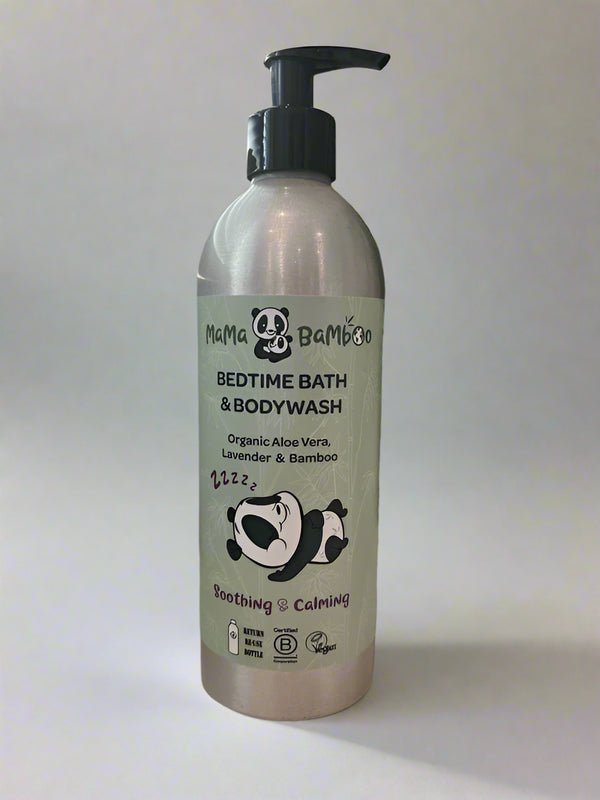 MaMa BaMboo
BEDTIME BATH
& BODYWASH
Organic Aloe Vera,
Lavender & Bamboo
ZZZZZ
Soothing & Calming
RETURN
RE-USE
BOTTLE
Certified
B
Corporation
Vegan